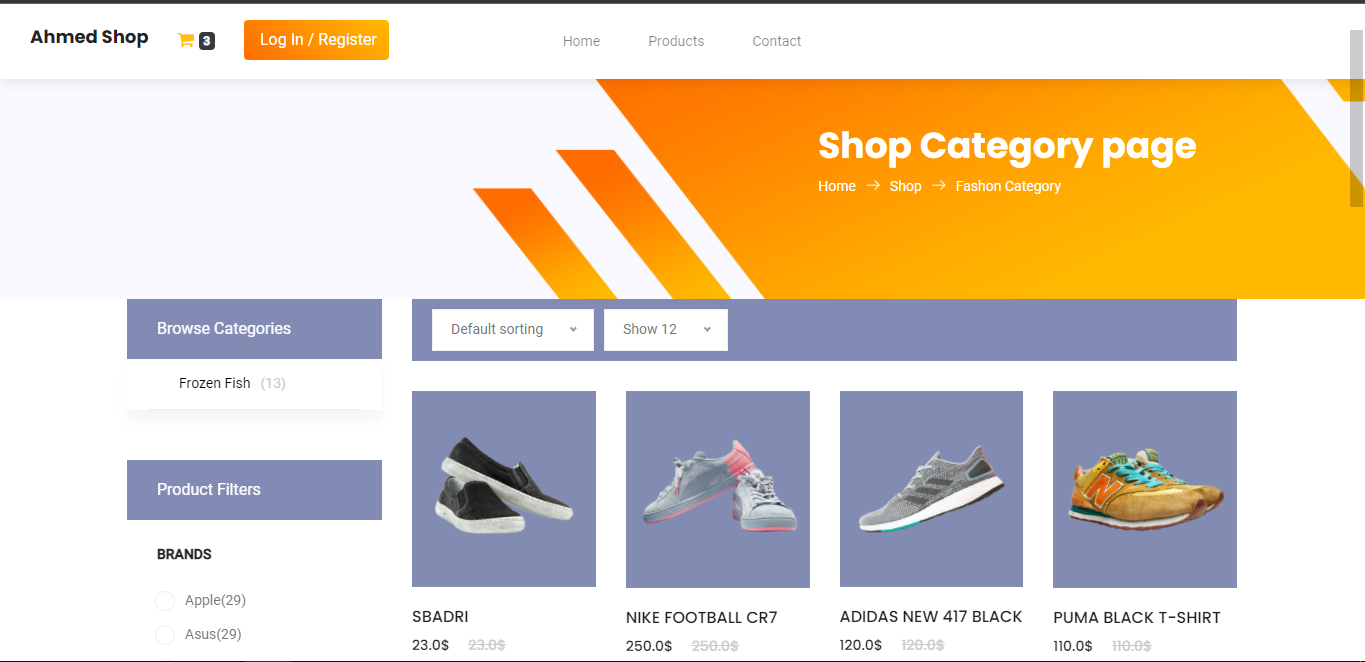 Ahmed Shop
3
Log In / Register
Home
Products
Contact
Shop Category page
Home → Shop → Fashon Category
Browse Categories
Frozen Fish (13)
Product Filters
BRANDS
Apple(29)
Asus(29)
Default sorting
Show 12
SBADRI
23.0$ 23.0$
NIKE FOOTBALL CR7
250.0$ 250.0$
ADIDAS NEW 417 BLACK
120.0$ 120.0$
PUMA BLACK T-SHIRT
110.0$ 110.0$